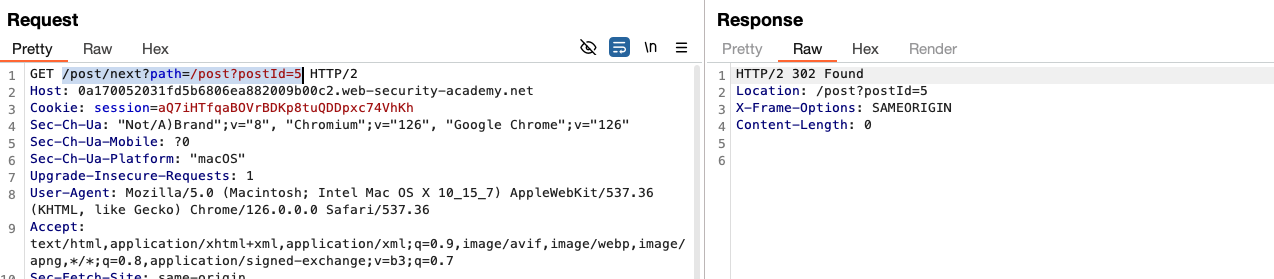 Request
Pretty Raw Hex
\n
1 GET /post/next?path=/post?postId=5 HTTP/2
2 Host: 0a170052031fd5b6806ea882009b00c2.web-security-academy.net
3 Cookie: session=aQ7iHTfqaBOVrBDKp8tuQDDpxc74VhKh
4 Sec-Ch-Ua: "Not/A)Brand";v="8", "Chromium";v="126", "Google Chrome";v="126"
5 Sec-Ch-Ua-Mobile: ?0
6 Sec-Ch-Ua-Platform: "macOS"
7 Upgrade-Insecure-Requests: 1
8 User-Agent: Mozilla/5.0 (Macintosh; Intel Mac OS X 10_15_7) AppleWebKit/537.36
(KHTML, like Gecko) Chrome/126.0.0.0 Safari/537.36
9 Accept:
text/html,application/xhtml+xml,application/xml;q=0.9,image/avif,image/webp,image/
apng,*/*;q=0.8,application/signed-exchange;v=b3;q=0.7
10 Sec-Fetch-Site: same-origin
Response
Pretty Raw Hex Render
1 HTTP/2 302 Found
2 Location: /post?postId=5
3 X-Frame-Options: SAMEORIGIN
4 Content-Length: 0
5
6